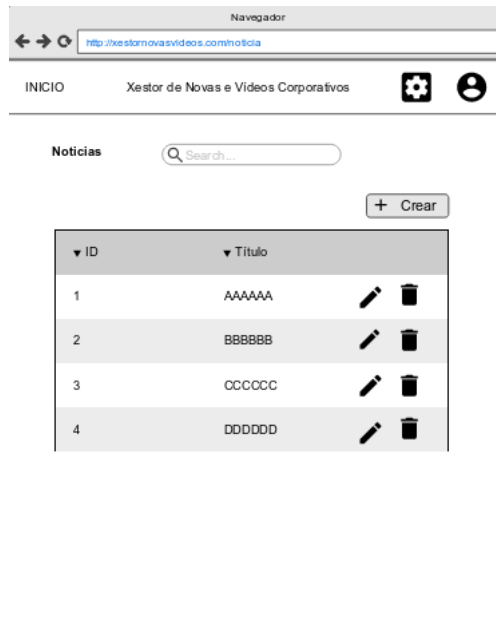 Navegador
http://xestornovasvideos.com/noticia
INICIO Xestor de Novas e Vídeos Corporativos
Noticias Search...
+ Crear
▼ ID ▼ Título
1 AAAAAA
2 BBBBBB
3 CCCCCC
4 DDDDDD